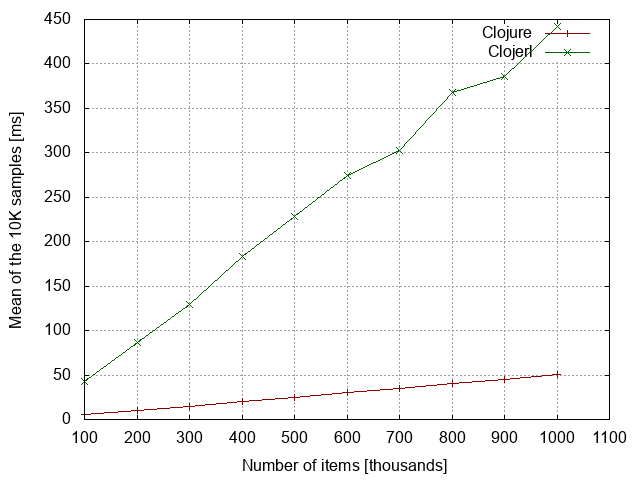 450
400
350
300
250
200
150
100
50
0
Mean of the 10K samples [ms]
Clojure
Clojerl
100 200 300 400 500 600 700 800 900 1000 1100
Number of items [thousands]